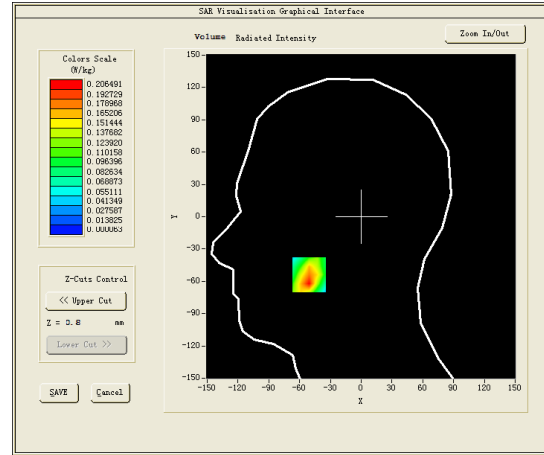 SAR Visualisation Graphical Interface
Volume Radiated Intensity
Zoom In/Out
Colors Scale
(W/kg)
0.206491
0.192729
0.178968
0.165206
0.151444
0.137682
0.123920
0.110158
0.096396
0.082634
0.068873
0.055111
0.041349
0.027587
0.013825
0.000063
Z-Cuts Control
<< Upper Cut
Z = 0.8 mm
Lower Cut >>
SAVE Cancel
150
120
90
60
30
0
-30
-60
-90
-120
-150
Y
-150 -120 -90 -60 -30 0 30 60 90 120 150
X